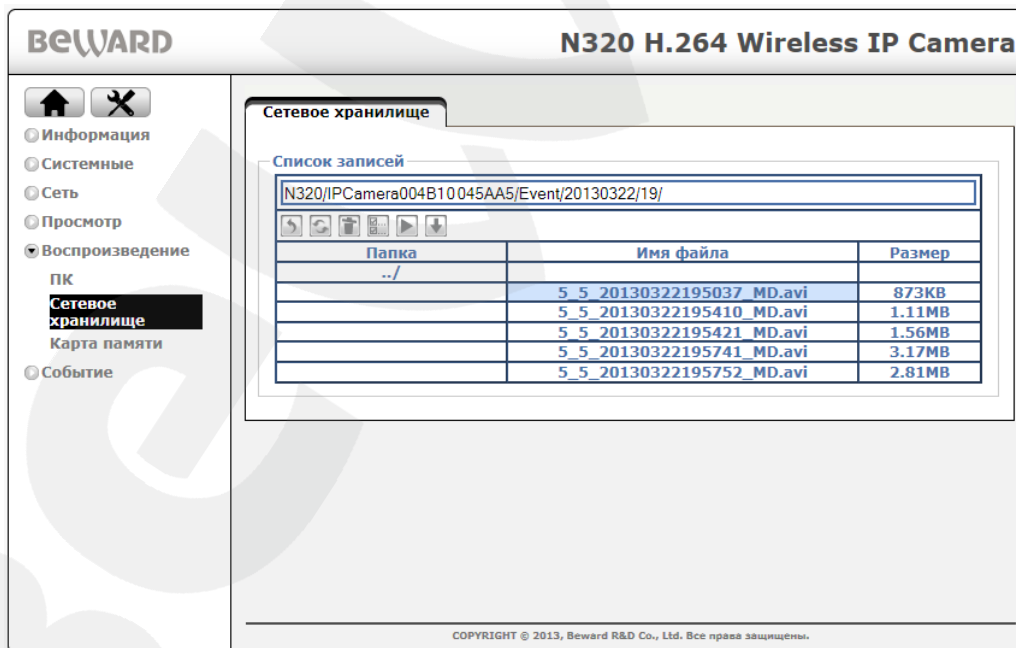 BEWARD
N320 H.264 Wireless IP Camera
Информация
Системные
Сеть
Просмотр
Воспроизведение
ПК
Сетевое
хранилище
Карта памяти
Событие
Сетевое хранилище
Список записей
N320/IPCamera004B10045AA5/Event/20130322/19/
Папка Имя файла Размер
../
5_5_20130322195037_MD.avi 873KB
5_5_20130322195410_MD.avi 1.11MB
5_5_20130322195421_MD.avi 1.56MB
5_5_20130322195741_MD.avi 3.17MB
5_5_20130322195752_MD.avi 2.81MB
COPYRIGHT © 2013, Beward R&D Co., Ltd. Все права защищены.